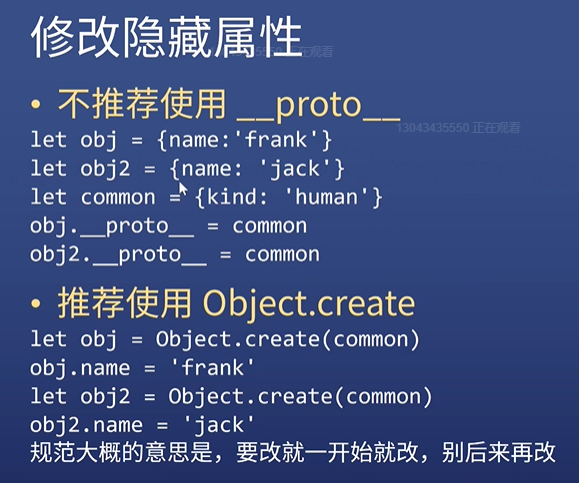 修改隐藏属性
正在观看
• 不推荐使用 __proto__
13043435550 正在观看
let obj = {name:'frank'}
let obj2 = {name: 'jack'}
let common = {kind: 'human'}
obj.__proto__ = common
obj2.__proto__ = common
• 推荐使用 Object.create
let obj = Object.create(common)
obj.name = 'frank'
let obj2 = Object.create(common)
obj2.name = 'jack'
规范大概的意思是，要改就一开始就改，别后来再改